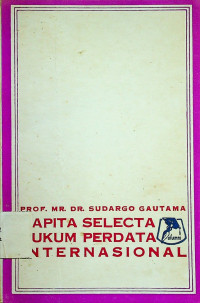 PROF. MR. DR. SUDARGO GAUTAMA
APITA SELECTA
UKUM PERDATA
NTERNASIONAL